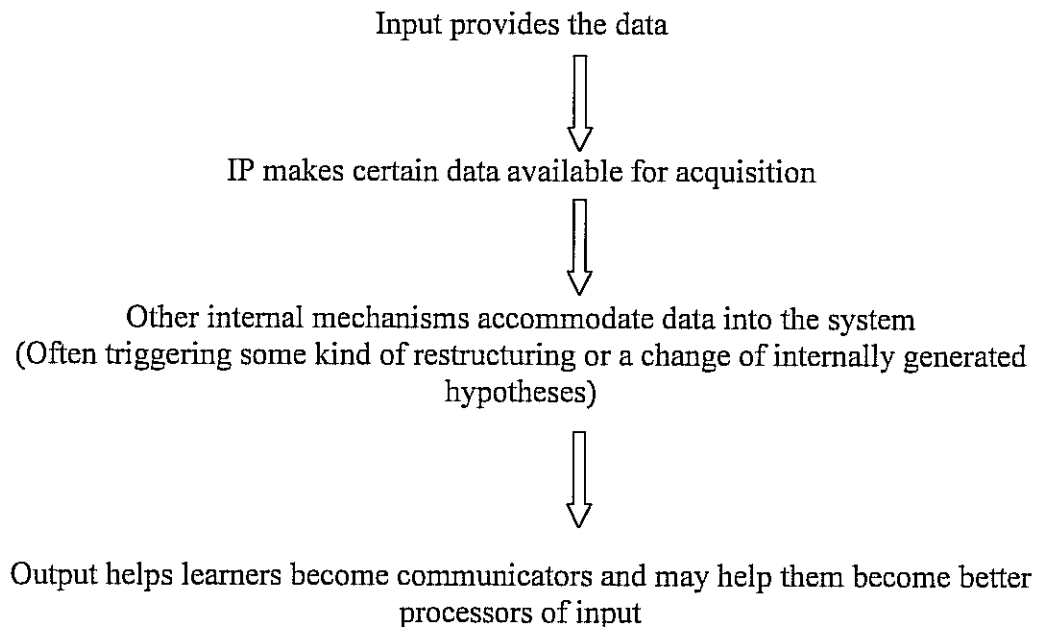 Input provides the data
IP makes certain data available for acquisition
Other internal mechanisms accommodate data into the system
(Often triggering some kind of restructuring or a change of internally generated
hypotheses)
Output helps learners become communicators and may help them become better
processors of input